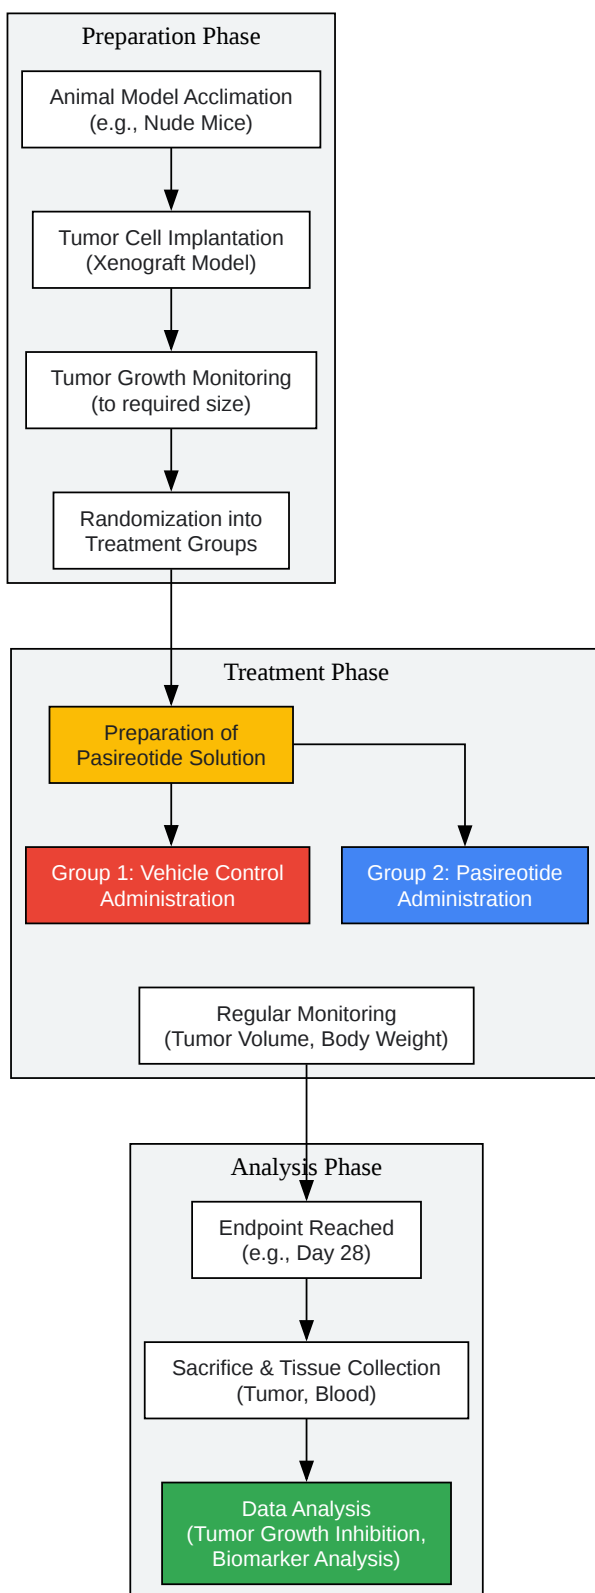 Preparation Phase
Animal Model Acclimation
(e.g., Nude Mice)
Tumor Cell Implantation
(Xenograft Model)
Tumor Growth Monitoring
(to required size)
Randomization into
Treatment Groups
Treatment Phase
Preparation of
Pasireotide Solution
Group 1: Vehicle Control
Administration
Group 2: Pasireotide
Administration
Regular Monitoring
(Tumor Volume, Body Weight)
Analysis Phase
Endpoint Reached
(e.g., Day 28)
Sacrifice & Tissue Collection
(Tumor, Blood)
Data Analysis
(Tumor Growth Inhibition,
Biomarker Analysis)